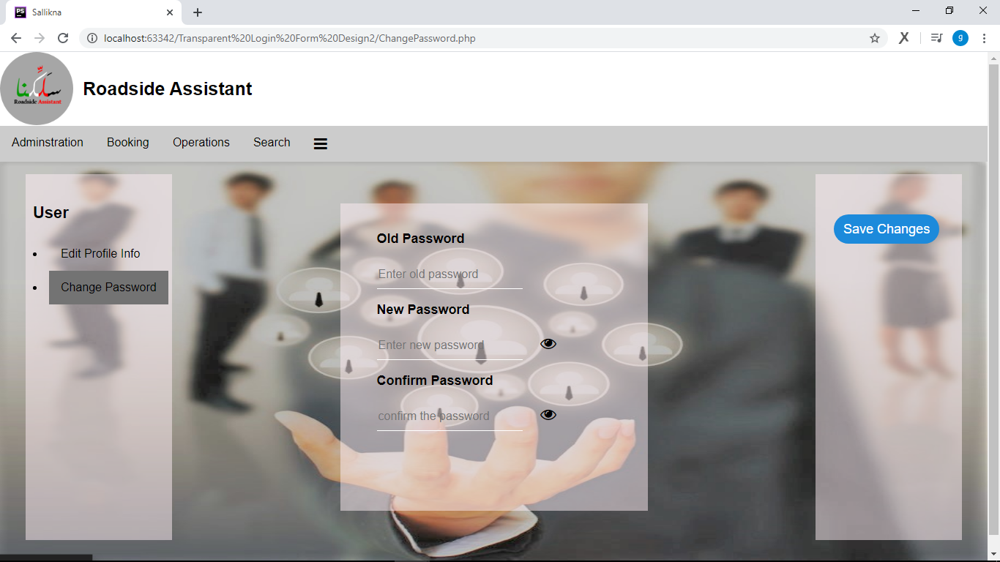 PS Sallikna
localhost:63342/Transparent%20Login%20Form%20Design2/ChangePassword.php
X
g
سلكنا
Roadside Assistant
Roadside Assistant
Adminstration Booking Operations Search
User
Edit Profile Info
Change Password
Old Password
Enter old password
New Password
Enter new password
Confirm Password
confirm the password
Save Changes